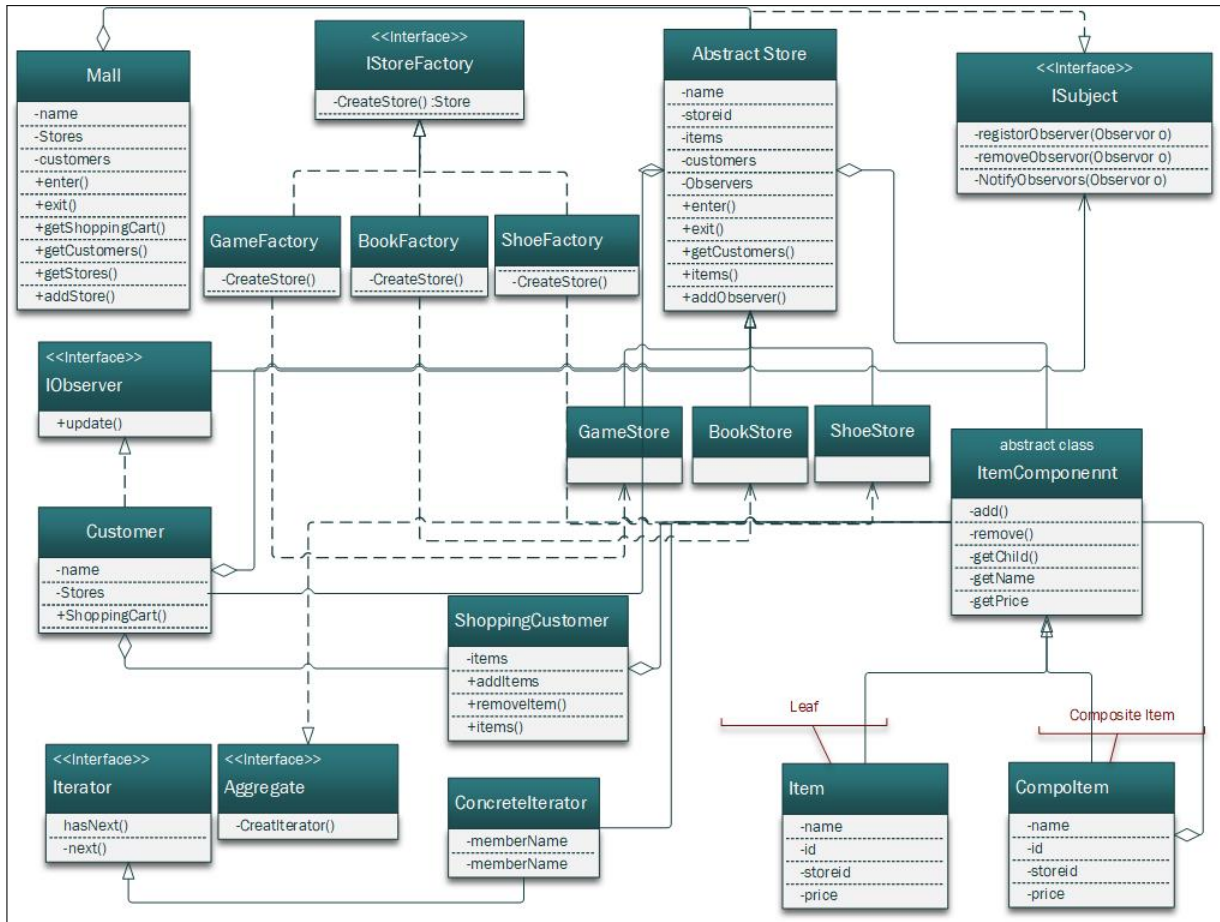 Mall
-name
-Stores
-customers
+enter()
+exit()
+getShoppingCart()
+getCustomers()
+getStores()
+addStore()
<<Interface>>
IStoreFactory
-CreateStore() :Store
Abstract Store
-name
-storeid
-items
-customers
-Observers
+enter()
+exit()
+getCustomers()
+items()
+addObserver()
<<Interface>>
ISubject
-registorObserver(Observor o)
-removeObservor(Observor o)
-NotifyObservors(Observor o)
GameFactory
-CreateStore()
BookFactory
-CreateStore()
ShoeFactory
-CreateStore()
<<Interface>>
IObserver
+update()
GameStore
BookStore
ShoeStore
abstract class
ItemComponennt
-add()
-remove()
-getChild()
-getName
-getPrice
Customer
-name
-Stores
+ShoppingCart()
ShoppingCustomer
-items
+addItems
+removeItem()
+items()
Leaf
Composite Item
<<Interface>>
Iterator
hasNext()
-next()
<<Interface>>
Aggregate
-CreatIterator()
ConcreteIterator
-memberName
-memberName
Item
-name
-id
-storeid
-price
CompoItem
-name
-id
-storeid
-price